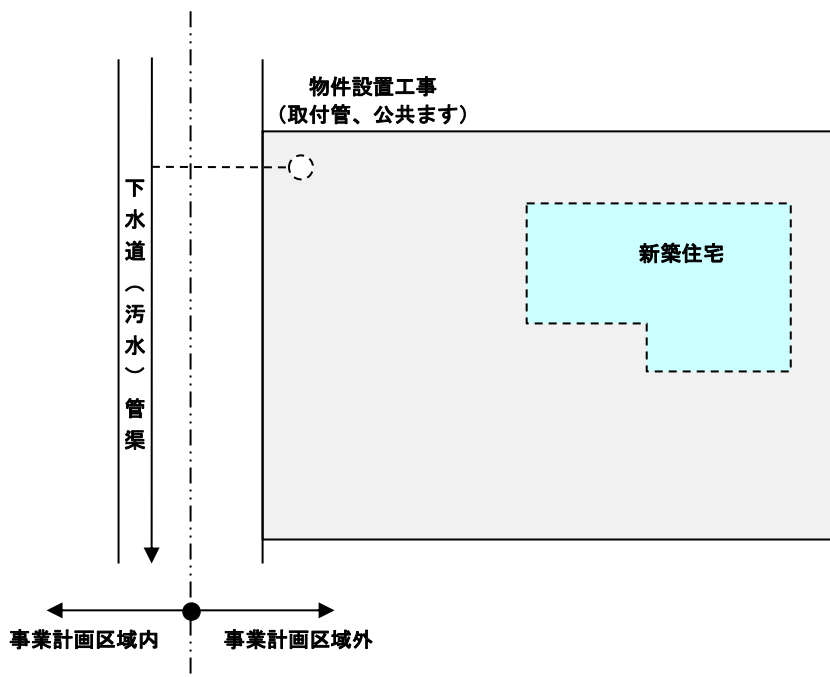 物件設置工事
（取付管、公共ます）
下水道（汚水）管渠
新築住宅
事業計画区域内
事業計画区域外